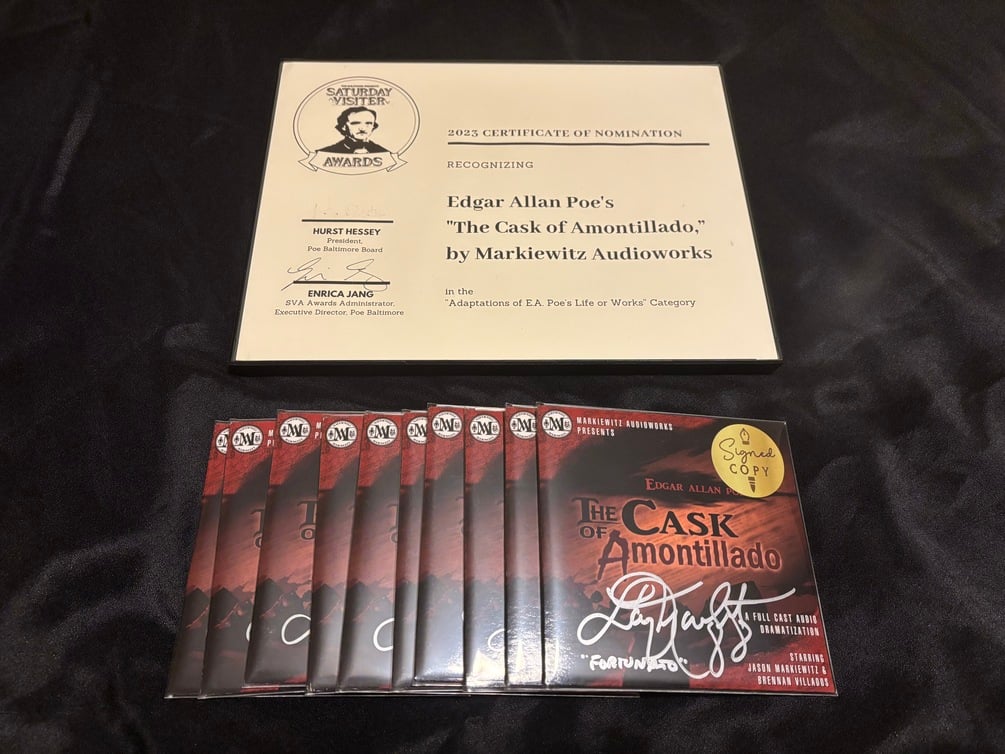 SATURDAY
"VISITER"
AWARDS
HURST HESSEY
President,
Poe Baltimore Board
ENRICA JANG
SVA Awards Administrator,
Executive Director, Poe Baltimore
2023 CERTIFICATE OF NOMINATION
RECOGNIZING
Edgar Allan Poe's
"The Cask of Amontillado,"
by Markiewitz Audioworks
in the
"Adaptations of E.A. Poe's Life or Works" Category
MARKIEWITZ AUDIOWORKS
PRESENTS
Signed
COPY
EDGAR ALLAN
THE CASK
OF Amontillado
"FORTUNATO"
A FULL CAST AUDIO
DRAMATIZATION
STARRING
JASON MARKIEWITZ &
BRENNAN VILLADOS